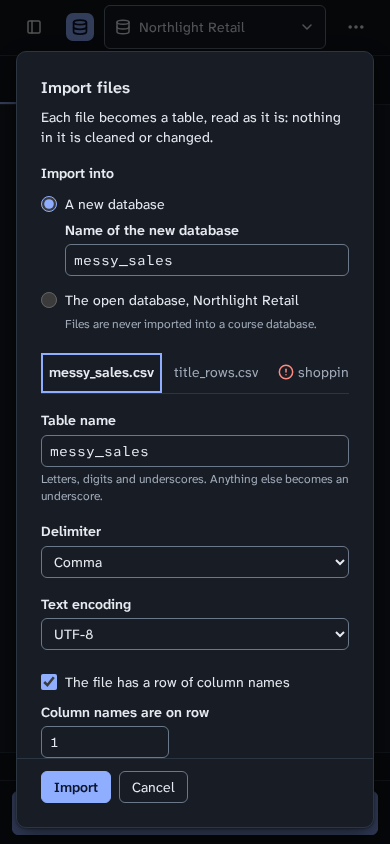 Northlight Retail
Import files
Each file becomes a table, read as it is: nothing
in it is cleaned or changed.
Import into
A new database
Name of the new database
messy_sales
The open database, Northlight Retail
Files are never imported into a course database.
messy_sales.csv
title_rows.csv
shoppin
Table name
messy_sales
Letters, digits and underscores. Anything else becomes an
underscore.
Delimiter
Comma
Text encoding
UTF-8
The file has a row of column names
Column names are on row
1
Import
Cancel